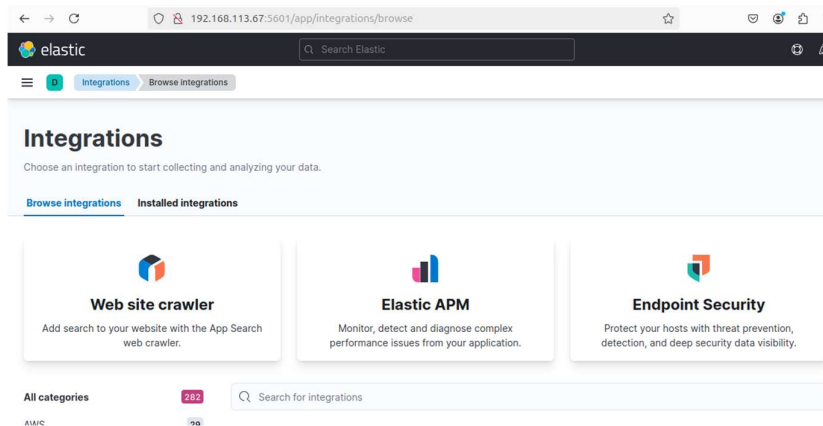 192.168.113.67:5601/app/integrations/browse
elastic
Search Elastic
D
Integrations
Browse integrations
Integrations
Choose an integration to start collecting and analyzing your data.
Browse integrations
Installed integrations
Web site crawler
Add search to your website with the App Search
web crawler.
Elastic APM
Monitor, detect and diagnose complex
performance issues from your application.
Endpoint Security
Protect your hosts with threat prevention,
detection, and deep security data visibility.
All categories
282
Search for integrations
AWS
29